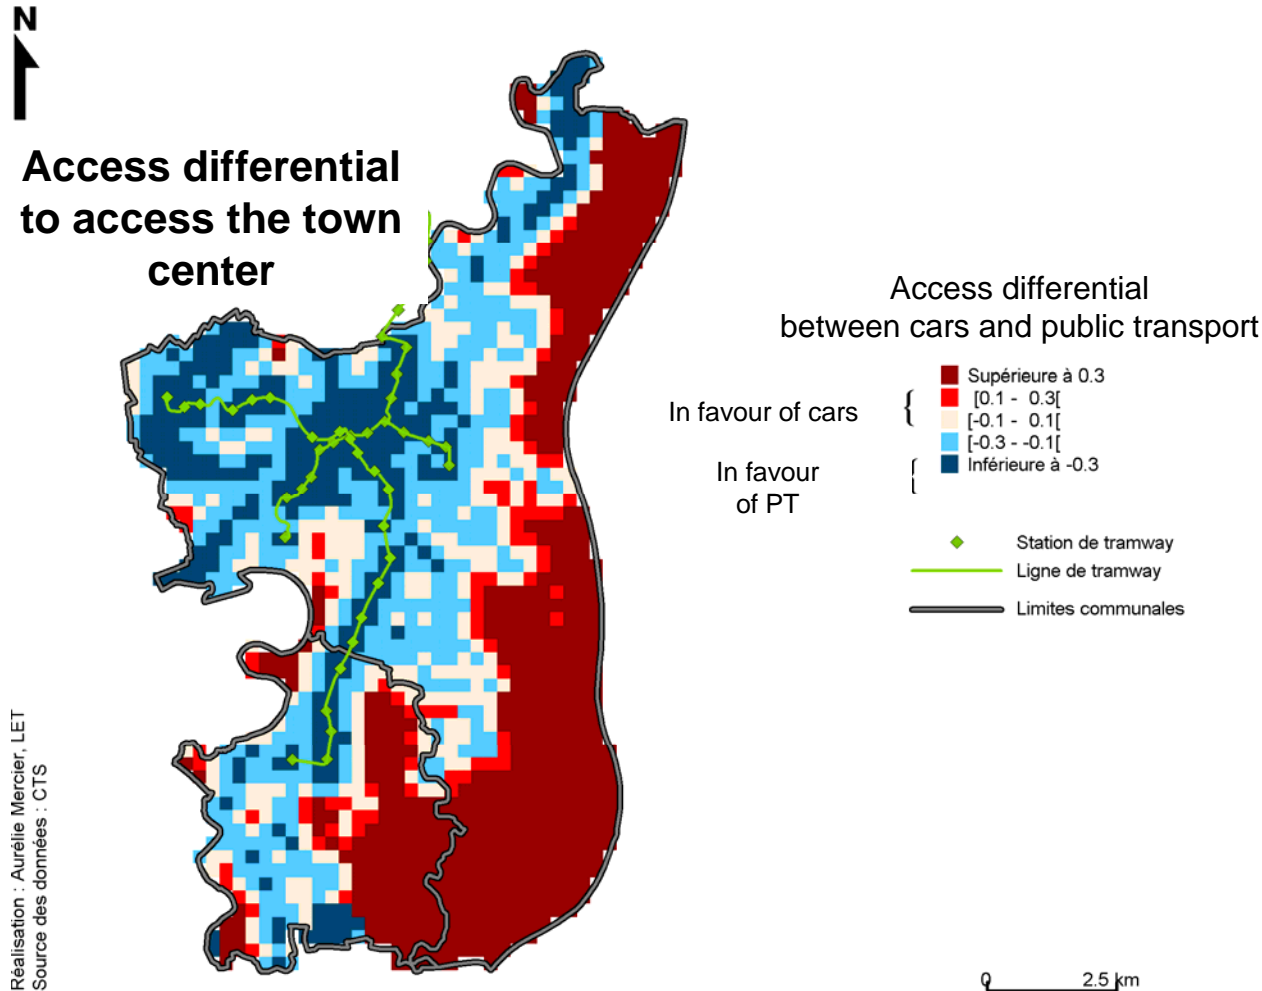 N
Access differential
to access the town
center
Access differential
between cars and public transport
Supérieure à 0.3
[0.1 - 0.3[
In favour of cars {
[-0.1 - 0.1[
[-0.3 - -0.1[
Inférieure à -0.3
In favour
of PT
Station de tramway
Ligne de tramway
Limites communales
Réalisation : Aurélie Mercier, LET
Source des données : CTS
0 2.5 km